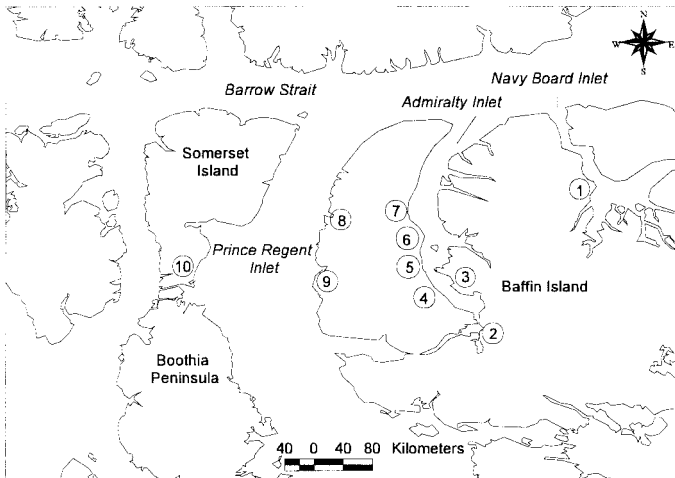 N
W E
S
Navy Board Inlet
Barrow Strait
Admiralty Inlet
Somerset
Island
1
7
8
6
Prince Regent
Inlet
10
5
3
9
Baffin Island
4
2
Boothia
Peninsula
40 0 40 80 Kilometers